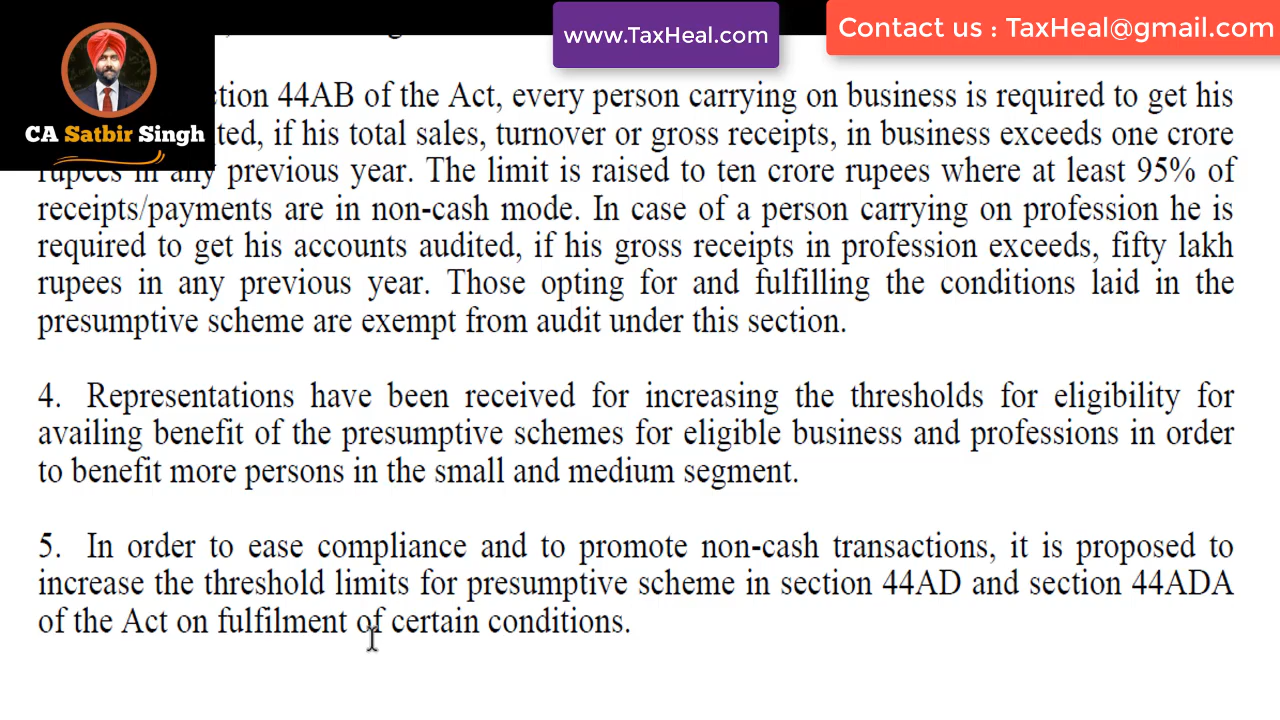 www.TaxHeal.com
Contact us : TaxHeal@gmail.com
CA Satbir Singh
ction 44AB of the Act, every person carrying on business is required to get his
ted, if his total sales, turnover or gross receipts, in business exceeds one crore
rupees in any previous year. The limit is raised to ten crore rupees where at least 95% of
receipts/payments are in non-cash mode. In case of a person carrying on profession he is
required to get his accounts audited, if his gross receipts in profession exceeds, fifty lakh
rupees in any previous year. Those opting for and fulfilling the conditions laid in the
presumptive scheme are exempt from audit under this section.
4. Representations have been received for increasing the thresholds for eligibility for
availing benefit of the presumptive schemes for eligible business and professions in order
to benefit more persons in the small and medium segment.
5. In order to ease compliance and to promote non-cash transactions, it is proposed to
increase the threshold limits for presumptive scheme in section 44AD and section 44ADA
of the Act on fulfilment of certain conditions.